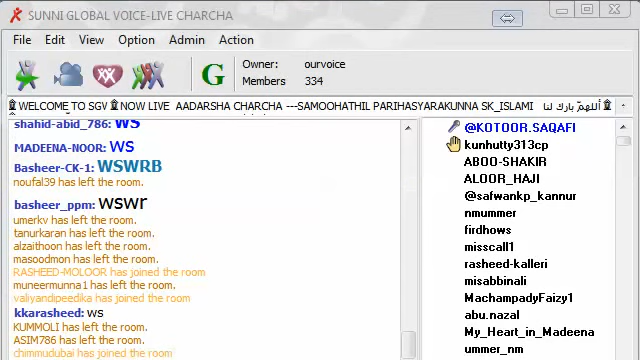 SUNNI GLOBAL VOICE-LIVE CHARCHA
File Edit View Option Admin Action
G
Owner: ourvoice
Members 334
WELCOME TO SGV NOW LIVE AADARSHA CHARCHA ---SAMOOHATHIL PARIHASYARAKUNNA SK_ISLAMI اللهمّ بارك لنا
shahid-abid_786: ws
MADEENA-NOOR: ws
Basheer-CK-1: WSWRB
noufal39 has left the room.
basheer_ppm: wswr
umerkv has left the room.
tanurkaran has left the room.
alzaithoon has left the room.
masoodmon has left the room.
RASHEED-MOLOOR has joined the room
muneermunna1 has left the room.
valiyandipeedika has joined the room
kkarasheed: ws
KUMMOLI has left the room.
ASIM786 has left the room.
chimmudubai has joined the room
@KOTOOR.SAQAFI
kunhutty313cp
ABOO-SHAKIR
ALOOR_HAJI
@safwankp_kannur
nmummer
firdhows
misscall1
rasheed-kalleri
misabbinali
MachampadyFaizy1
abu.nazal
My_Heart_in_Madeena
ummer_nm